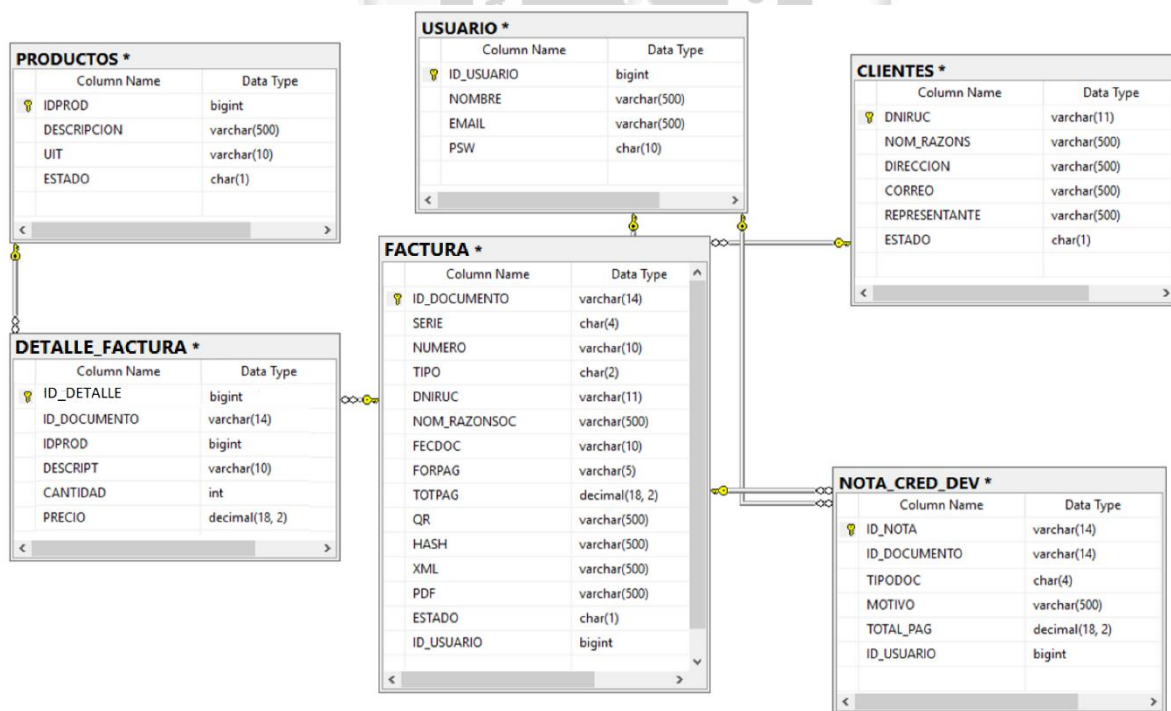 PRODUCTOS *
Column Name Data Type
IDPROD bigint
DESCRIPCION varchar(500)
UIT varchar(10)
ESTADO char(1)
USUARIO *
Column Name Data Type
ID_USUARIO bigint
NOMBRE varchar(500)
EMAIL varchar(500)
PSW char(10)
CLIENTES *
Column Name Data Type
DNIRUC varchar(11)
NOM_RAZONS varchar(500)
DIRECCION varchar(500)
CORREO varchar(500)
REPRESENTANTE varchar(500)
ESTADO char(1)
DETALLE_FACTURA *
Column Name Data Type
ID_DETALLE bigint
ID_DOCUMENTO varchar(14)
IDPROD bigint
DESCRIPT varchar(10)
CANTIDAD int
PRECIO decimal(18, 2)
FACTURA *
Column Name Data Type
ID_DOCUMENTO varchar(14)
SERIE char(4)
NUMERO varchar(10)
TIPO char(2)
DNIRUC varchar(11)
NOM_RAZONSOC varchar(500)
FECDOC varchar(10)
FORPAG varchar(5)
TOTPAG decimal(18, 2)
QR varchar(500)
HASH varchar(500)
XML varchar(500)
PDF varchar(500)
ESTADO char(1)
ID_USUARIO bigint
NOTA_CRED_DEV *
Column Name Data Type
ID_NOTA varchar(14)
ID_DOCUMENTO varchar(14)
TIPODOC char(4)
MOTIVO varchar(500)
TOTAL_PAG decimal(18, 2)
ID_USUARIO bigint